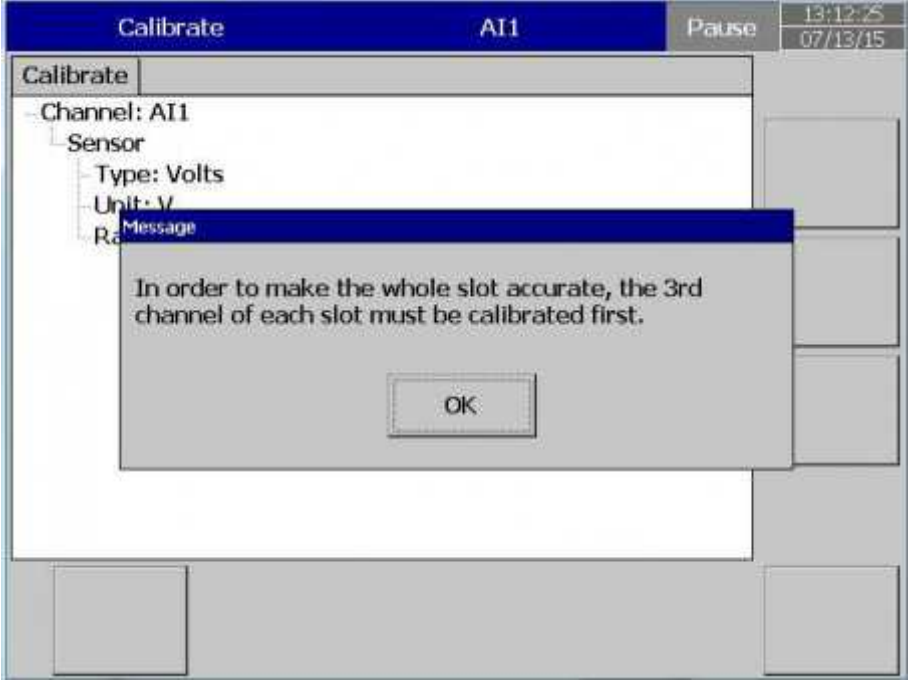 Calibrate AI1 Pause 13:12:25
07/13/15
Calibrate
Channel: AI1
Sensor
Type: Volts
Unit: V
Message
In order to make the whole slot accurate, the 3rd
channel of each slot must be calibrated first.
OK